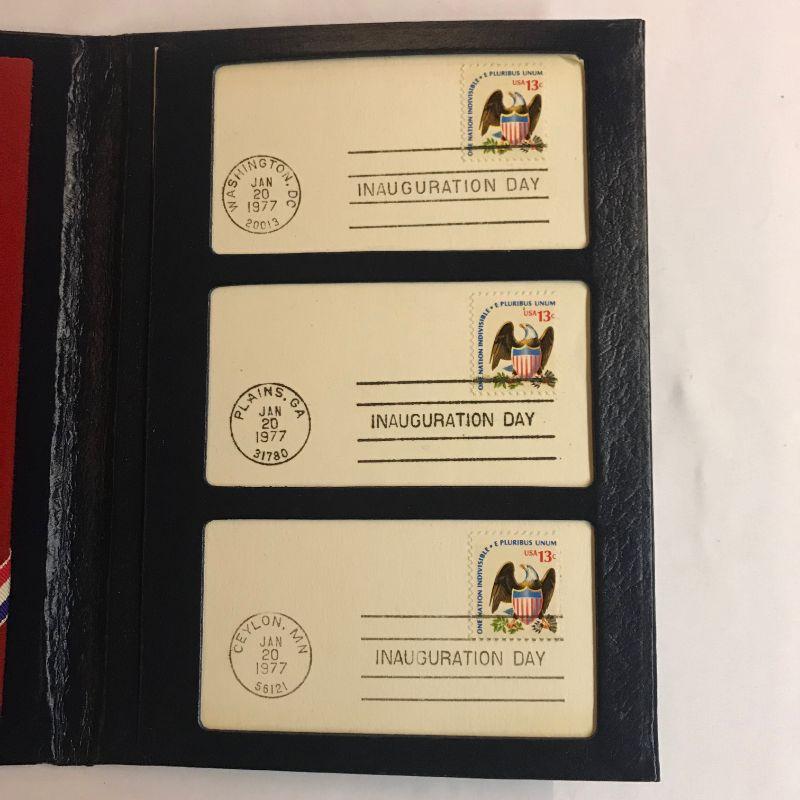 ONE NATION INDIVISIBLE • E PLURIBUS UNUM
USA 13c
WASHINGTON, DC
JAN
20
1977
20013
INAUGURATION DAY
ONE NATION INDIVISIBLE • E PLURIBUS UNUM
USA 13c
PLAINS, GA
JAN
20
1977
31780
INAUGURATION DAY
ONE NATION INDIVISIBLE • E PLURIBUS UNUM
USA 13c
CEYLON, MN
JAN
20
1977
56121
INAUGURATION DAY